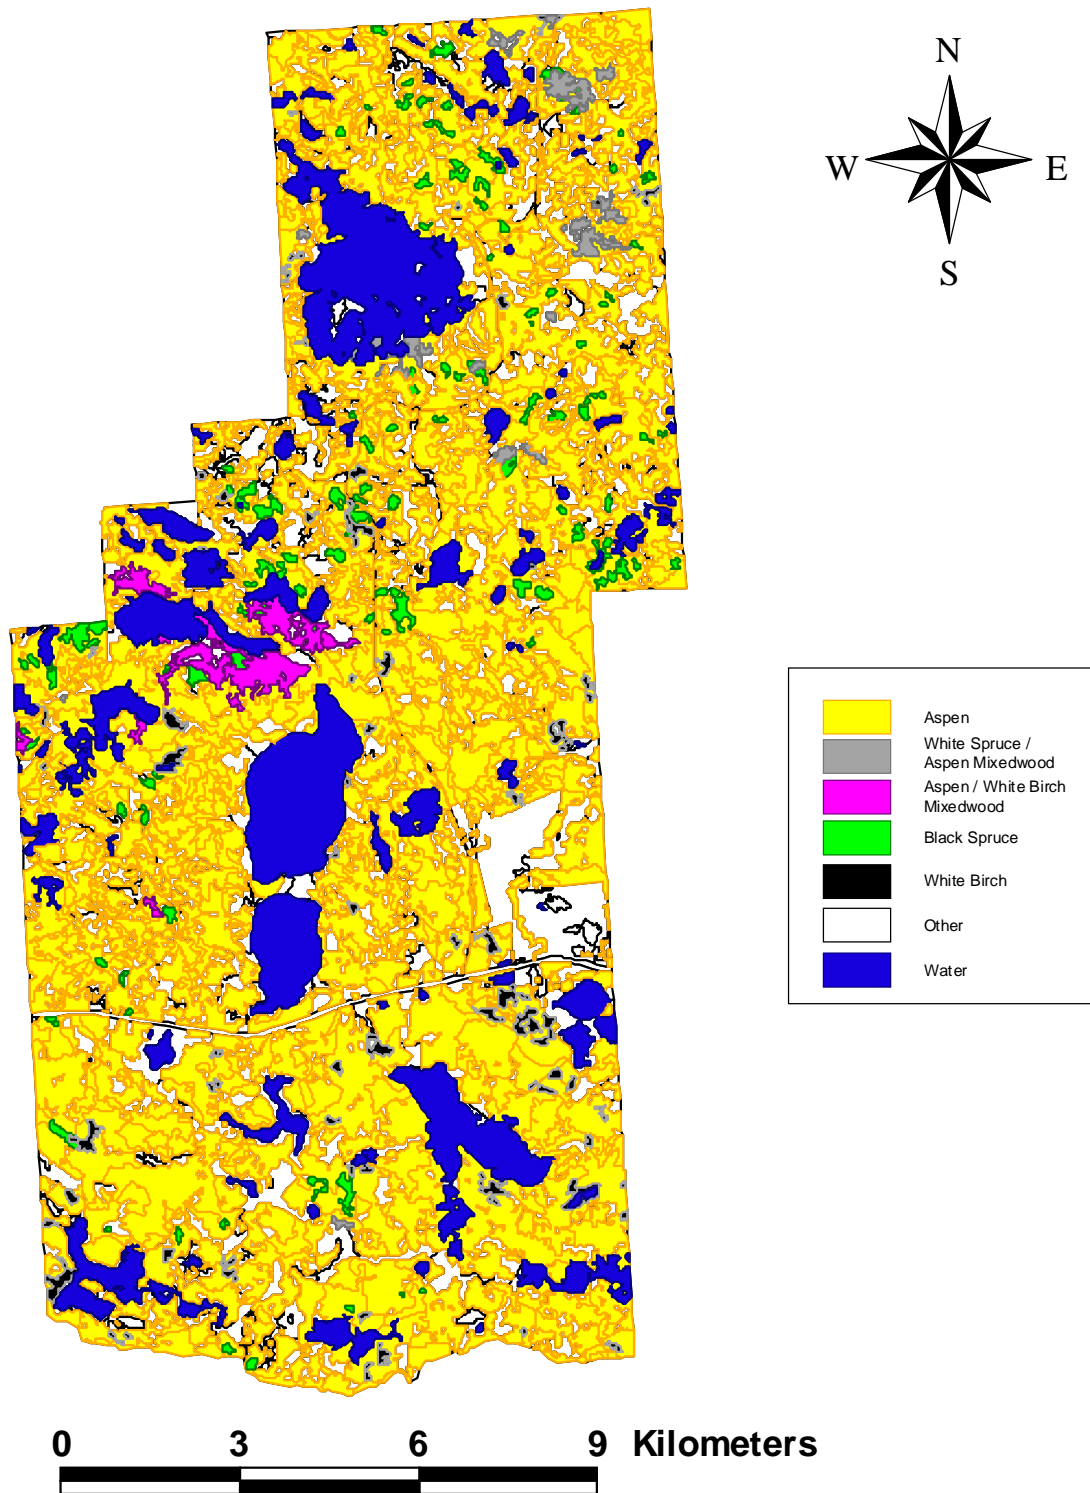 N
W E
S
Aspen
White Spruce /
Aspen Mixedwood
Aspen / White Birch
Mixedwood
Black Spruce
White Birch
Other
Water
0 3 6 9 Kilometers